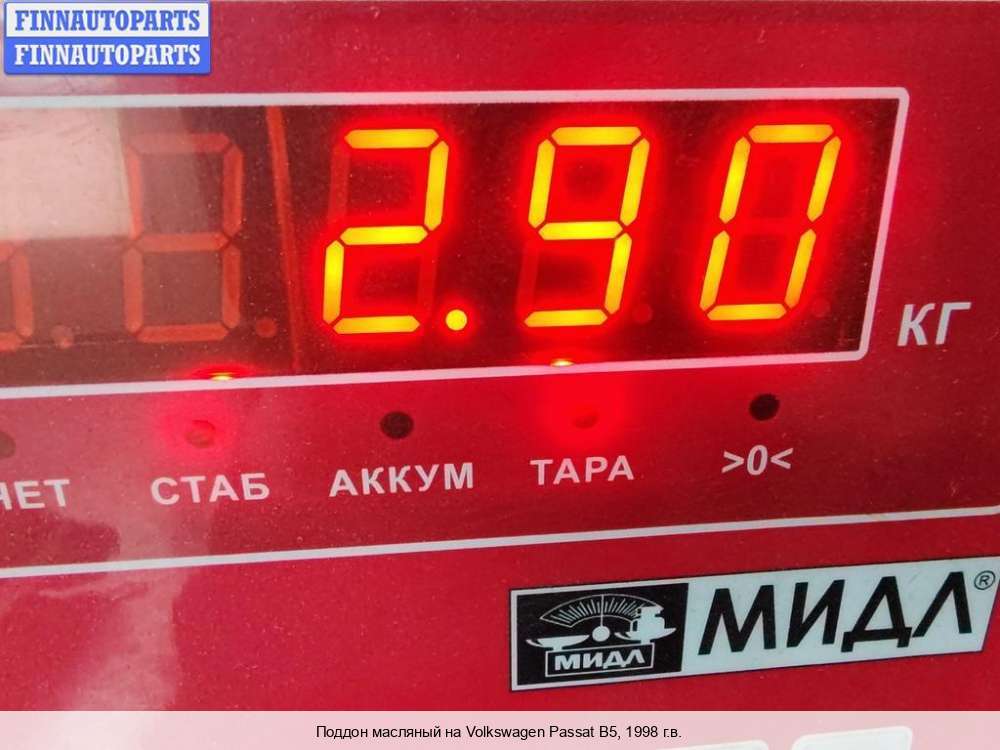 FINNAUTOPARTS
FINNAUTOPARTS
2.90
КГ
СТАБ АККУМ ТАРА >0<
МИДЛ МИДЛ®
Поддон масляный на Volkswagen Passat B5, 1998 г.в.